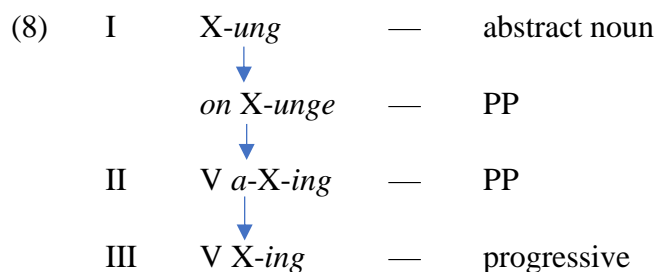 (8) I X-ung — abstract noun
on X-unge — PP
II V a-X-ing — PP
III V X-ing — progressive